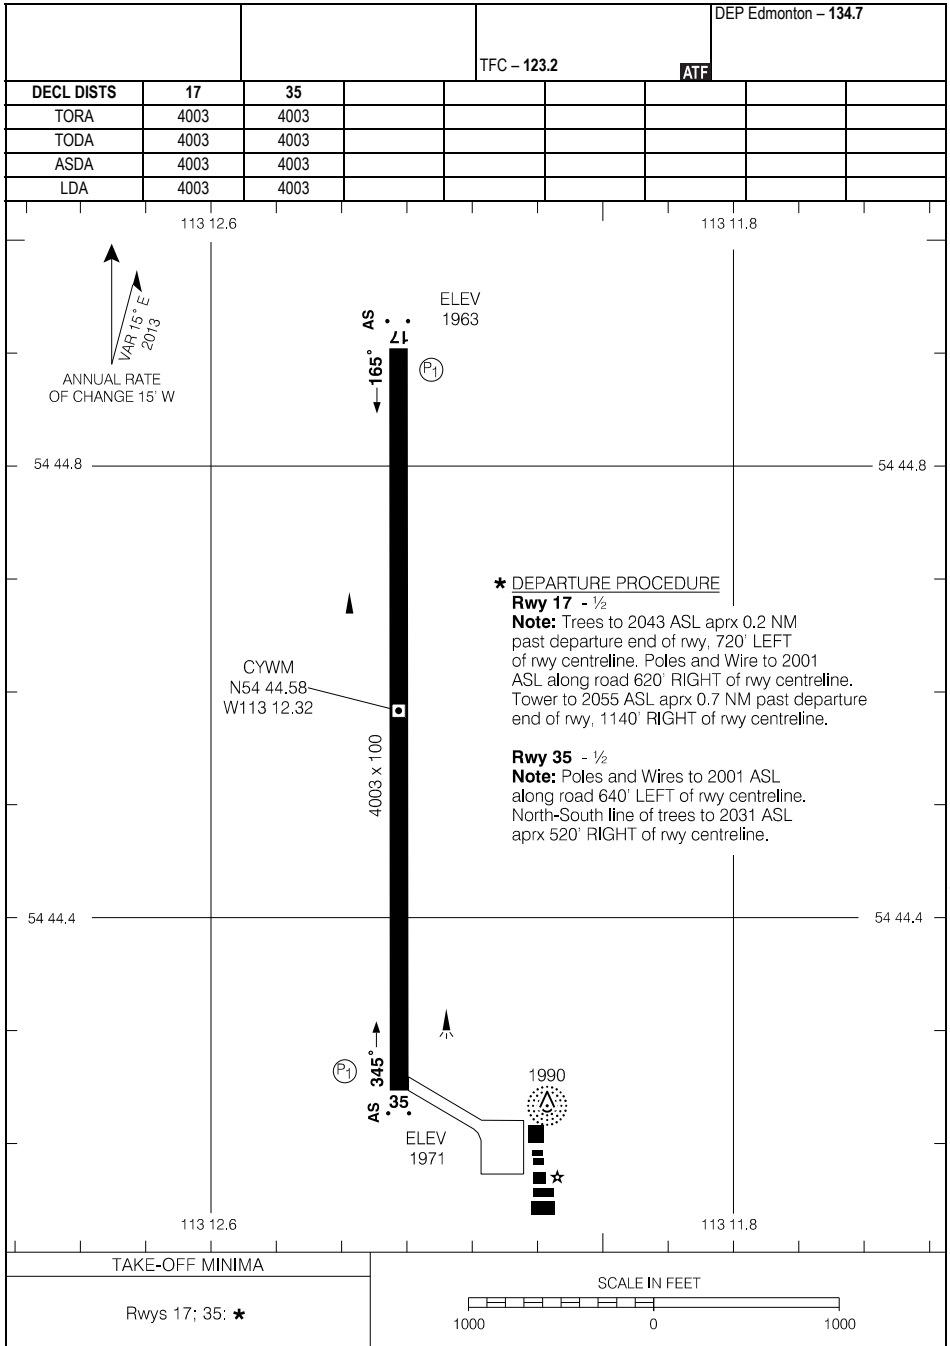 DEP Edmonton – 134.7
TFC – 123.2
ATF
DECL DISTS 17 35
TORA 4003 4003
TODA 4003 4003
ASDA 4003 4003
LDA 4003 4003
113 12.6 113 11.8
VAR 15° E
2013
ANNUAL RATE
OF CHANGE 15' W
AS
ELEV
1963
17
165°
P1
54 44.8 54 44.8
* DEPARTURE PROCEDURE
Rwy 17 - ½
Note: Trees to 2043 ASL aprx 0.2 NM
past departure end of rwy, 720' LEFT
of rwy centreline. Poles and Wire to 2001
ASL along road 620' RIGHT of rwy centreline.
Tower to 2055 ASL aprx 0.7 NM past departure
end of rwy, 1140' RIGHT of rwy centreline.
CYWM
N54 44.58
W113 12.32
4003 x 100
Rwy 35 - ½
Note: Poles and Wires to 2001 ASL
along road 640' LEFT of rwy centreline.
North-South line of trees to 2031 ASL
aprx 520' RIGHT of rwy centreline.
54 44.4 54 44.4
345°
P1
35
AS
1990
ELEV
1971
113 12.6 113 11.8
TAKE-OFF MINIMA
Rwys 17; 35: *
SCALE IN FEET
1000 0 1000